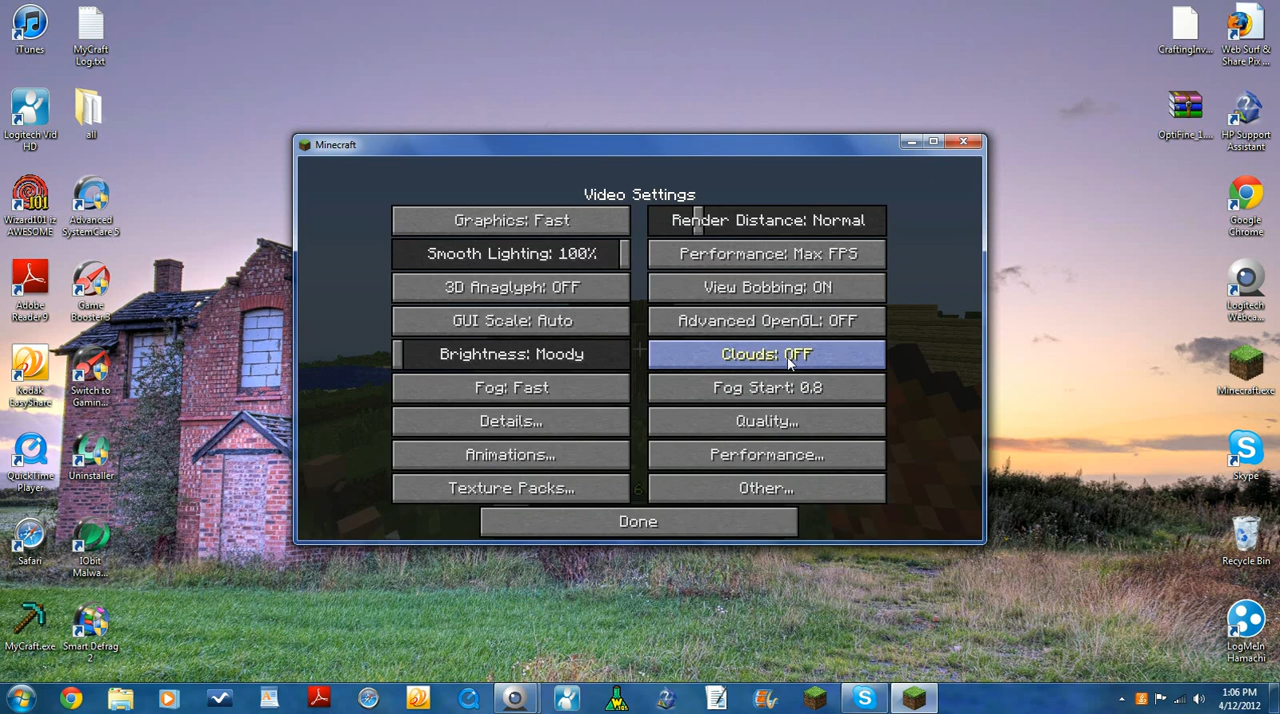 iTunes
MyCraft
Log.txt
Logitech Vid
HD
all
Wizard101 iz
AWESOME
Advanced
SystemCare 5
Adobe
Reader 9
Game
Booster 3
Kodak
EasyShare
Switch to
Gamin...
QuickTime
Player
Uninstaller
Safari
IObit
Malwa...
MyCraft.exe
Smart Defrag
2
Minecraft
Video Settings
Graphics: Fast
Render Distance: Normal
Smooth Lighting: 100%
Performance: Max FPS
3D Anaglyph: OFF
View Bobbing: ON
GUI Scale: Auto
Advanced OpenGL: OFF
Brightness: Moody
Clouds: OFF
Fog: Fast
Fog Start: 0.8
Details...
Quality...
Animations...
Performance...
Texture Packs...
Other...
Done
CraftingInv...
Web Surf &
Share Pix ...
OptiFine_1....
HP Support
Assistant
Google
Chrome
Logitech
Webca...
Minecraft.exe
Skype
Recycle Bin
LogMeIn
Hamachi
1:06 PM
4/12/2012